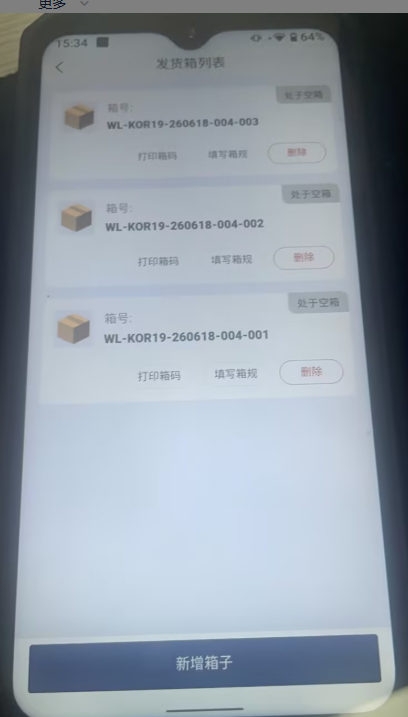 更多
15:34
64%
发货箱列表
处于空箱
箱号:
WL-KOR19-260618-004-003
打印箱码 填写箱规 删除
处于空箱
箱号:
WL-KOR19-260618-004-002
打印箱码 填写箱规 删除
处于空箱
箱号:
WL-KOR19-260618-004-001
打印箱码 填写箱规 删除
新增箱子